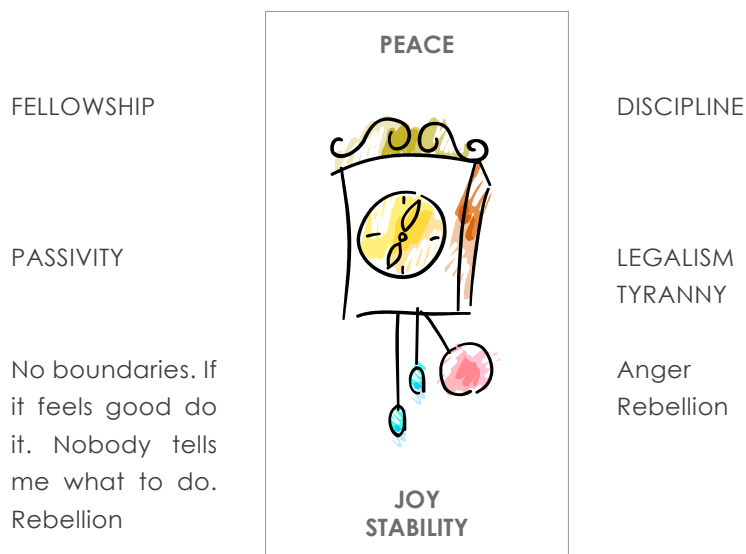 PEACE
FELLOWSHIP
DISCIPLINE
PASSIVITY
LEGALISM
TYRANNY
No boundaries. If
it feels good do
it. Nobody tells
me what to do.
Rebellion
Anger
Rebellion
JOY
STABILITY